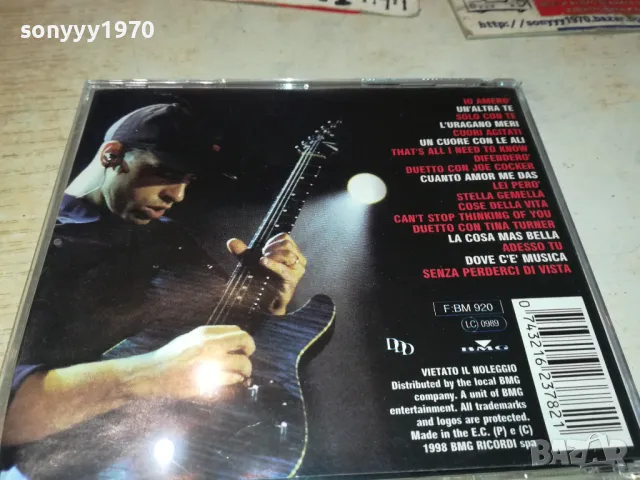 sonyyy1970
http://sonyyy1970.bazar.b
IO AMERO'
UN'ALTRA TE
SOLO CON TE
L'URAGANO MERI
CUORI AGITATI
UN CUORE CON LE ALI
THAT'S ALL I NEED TO KNOW
DIFENDERO'
DUETTO CON JOE COCKER
CUANTO AMOR ME DAS
LEI PERO'
STELLA GEMELLA
COSE DELLA VITA
CAN'T STOP THINKING OF YOU
DUETTO CON TINA TURNER
LA COSA MAS BELLA
ADESSO TU
DOVE C'E' MUSICA
SENZA PERDERCI DI VISTA
F:BM 920
LC 0989
DDD
BMG
0 743216 237821
VIETATO IL NOLEGGIO
Distributed by the local BMG
company. A unit of BMG
entertainment. All trademarks
and logos are protected.
Made in the E.C. (P) e (C)
1998 BMG RICORDI spa
BAZAR